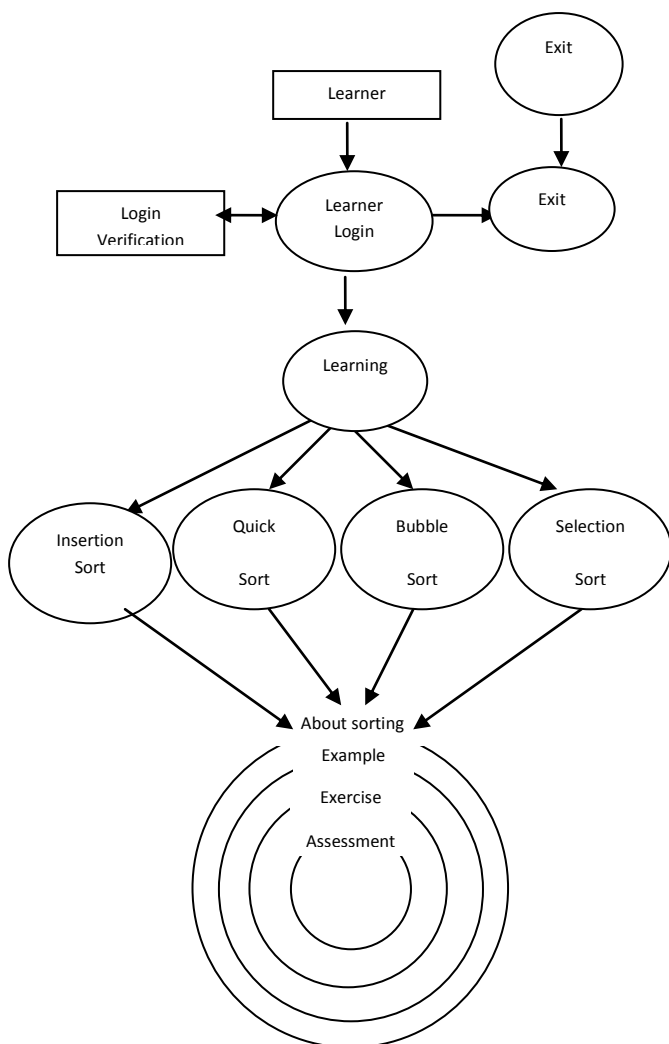 Exit
Learner
Learner
Login
Exit
Login
Verification
Learning
Insertion
Sort
Quick
Sort
Bubble
Sort
Selection
Sort
About sorting
Example
Exercise
Assessment